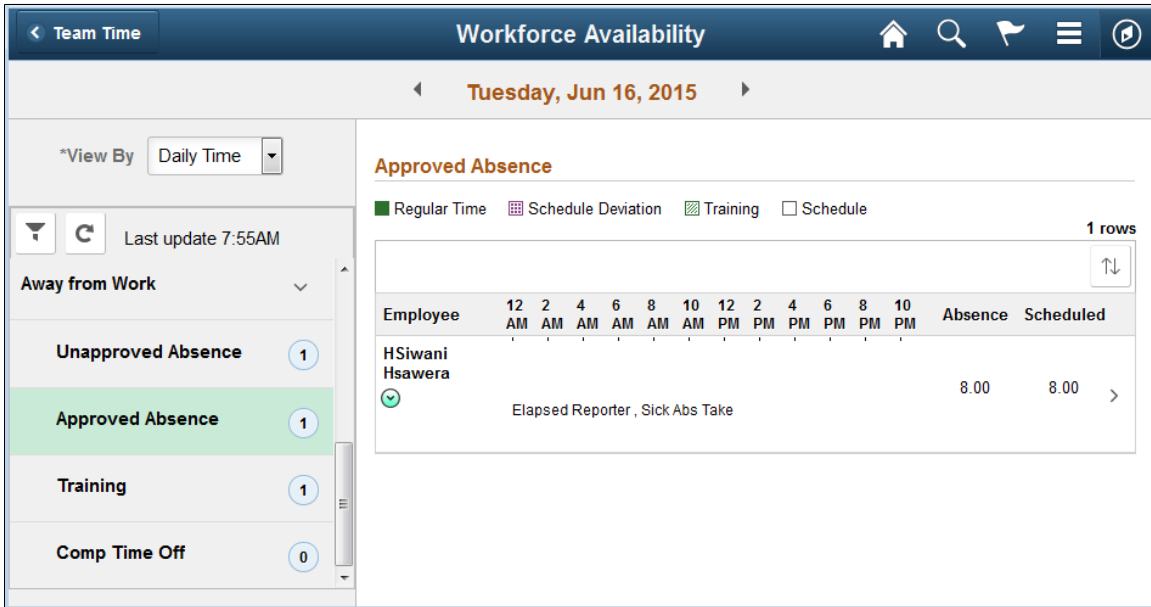 Team Time
Workforce Availability
Tuesday, Jun 16, 2015
*View By Daily Time
Last update 7:55AM
Away from Work
Unapproved Absence 1
Approved Absence 1
Training 1
Comp Time Off 0
Approved Absence
Regular Time Schedule Deviation Training Schedule
1 rows
Employee 12 AM 2 AM 4 AM 6 AM 8 AM 10 AM 12 PM 2 PM 4 PM 6 PM 8 PM 10 PM Absence Scheduled
HSiwani
Hsawera
8.00 8.00
Elapsed Reporter , Sick Abs Take